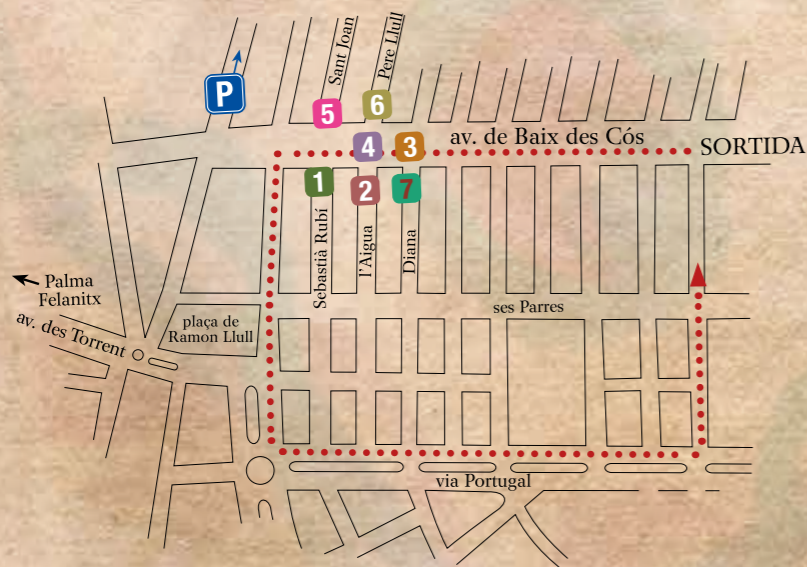 Sant Joan
Pere Llull
P
5
6
4
3
av. de Baix des Cós
SORTIDA
1
2
7
Sebastià Rubí
l'Aigua
Diana
Palma
Felanitx
av. des Torrent
plaça de
Ramon Llull
ses Parres
via Portugal